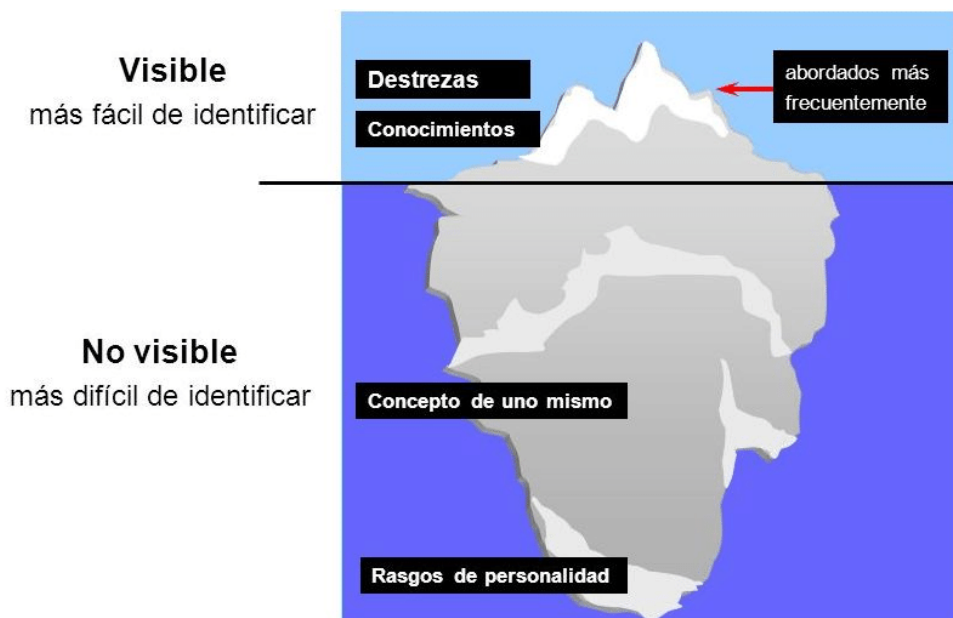 Visible
más fácil de identificar
Destrezas
Conocimientos
abordados más
frecuentemente
No visible
más difícil de identificar
Concepto de uno mismo
Rasgos de personalidad